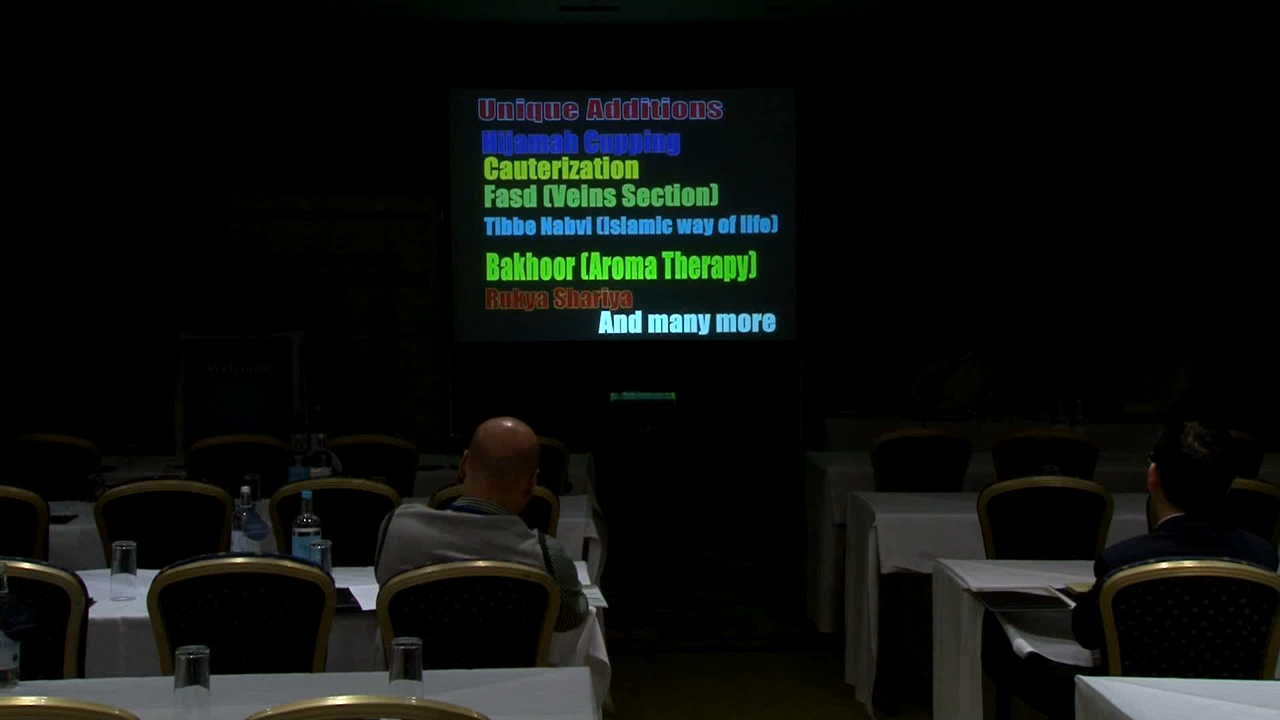 Unique Additions
Hijamah Cupping
Cauterization
Fasd (Veins Section)
Tibbe Nabvi (Islamic way of life)
Bakhoor (Aroma Therapy)
Rukya Shariya
And many more
Welcome